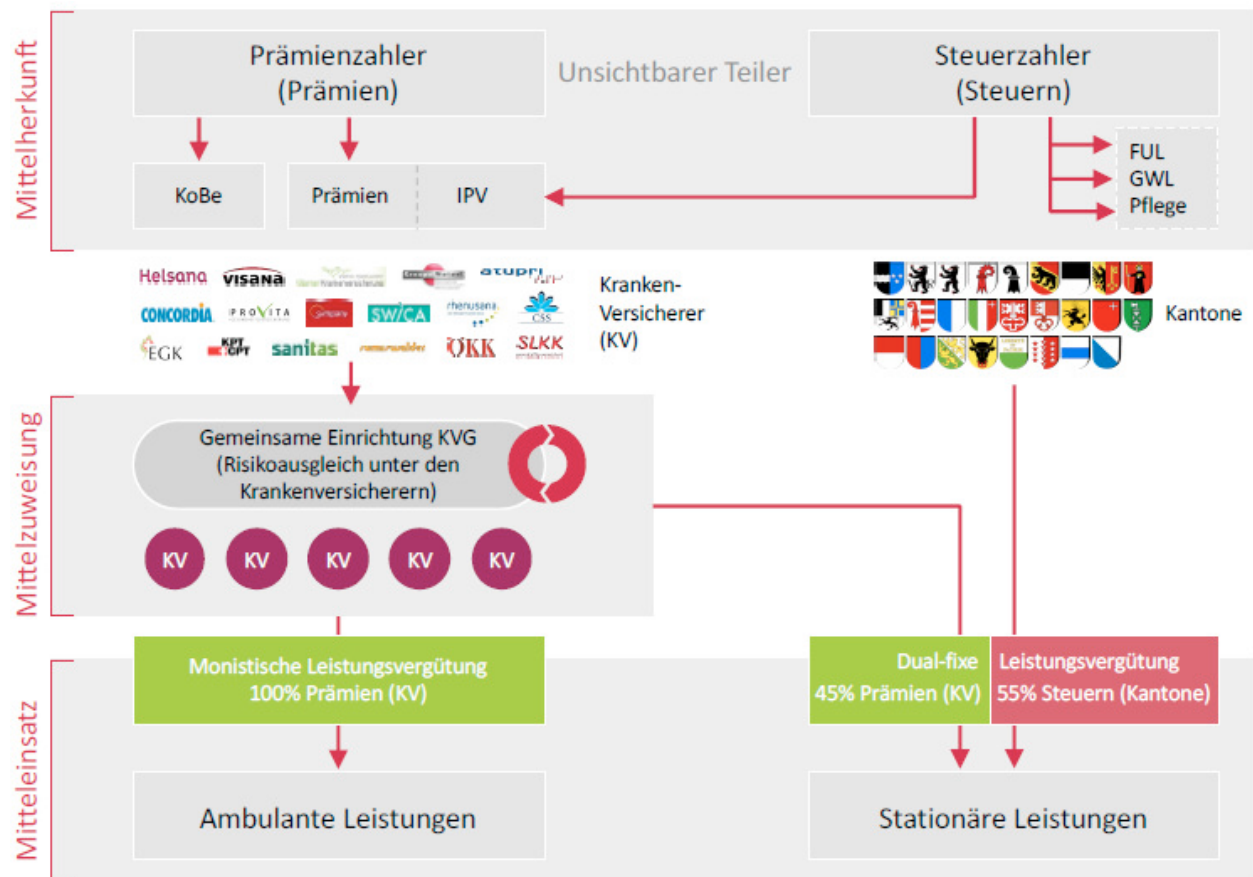 Mittelherkunft
Prämienzahler
(Prämien)
Unsichtbarer Teiler
Steuerzahler
(Steuern)
KoBe
Prämien
IPV
FUL
GWL
Pflege
Helsana
visana
atupri
CONCORDIA
PROVITA
SWICA
rhenusana
CSS
EGK
KPT
CPT
sanitas
ÖKK
SLKK
Kranken-
Versicherer
(KV)
Kantone
Mittelzuweisung
Gemeinsame Einrichtung KVG
(Risikoausgleich unter den
Krankenversicherern)
KV
KV
KV
KV
KV
Mitteleinsatz
Monistische Leistungsvergütung
100% Prämien (KV)
Dual-fixe
45% Prämien (KV)
Leistungsvergütung
55% Steuern (Kantone)
Ambulante Leistungen
Stationäre Leistungen